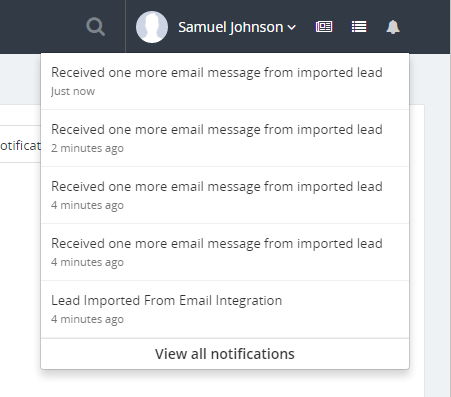 Samuel Johnson
Received one more email message from imported lead
Just now
Received one more email message from imported lead
2 minutes ago
otificat
Received one more email message from imported lead
4 minutes ago
Received one more email message from imported lead
4 minutes ago
Lead Imported From Email Integration
4 minutes ago
View all notifications